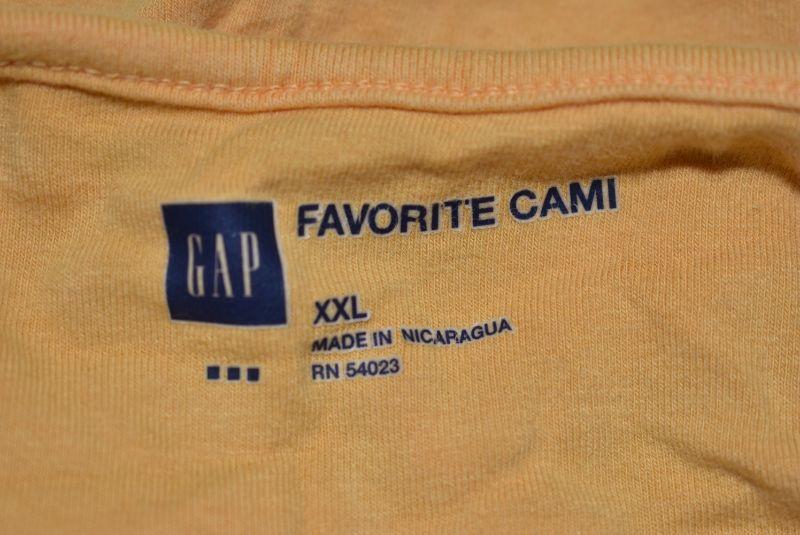 GAP
FAVORITE CAMI
XXL
MADE IN NICARAGUA
RN 54023